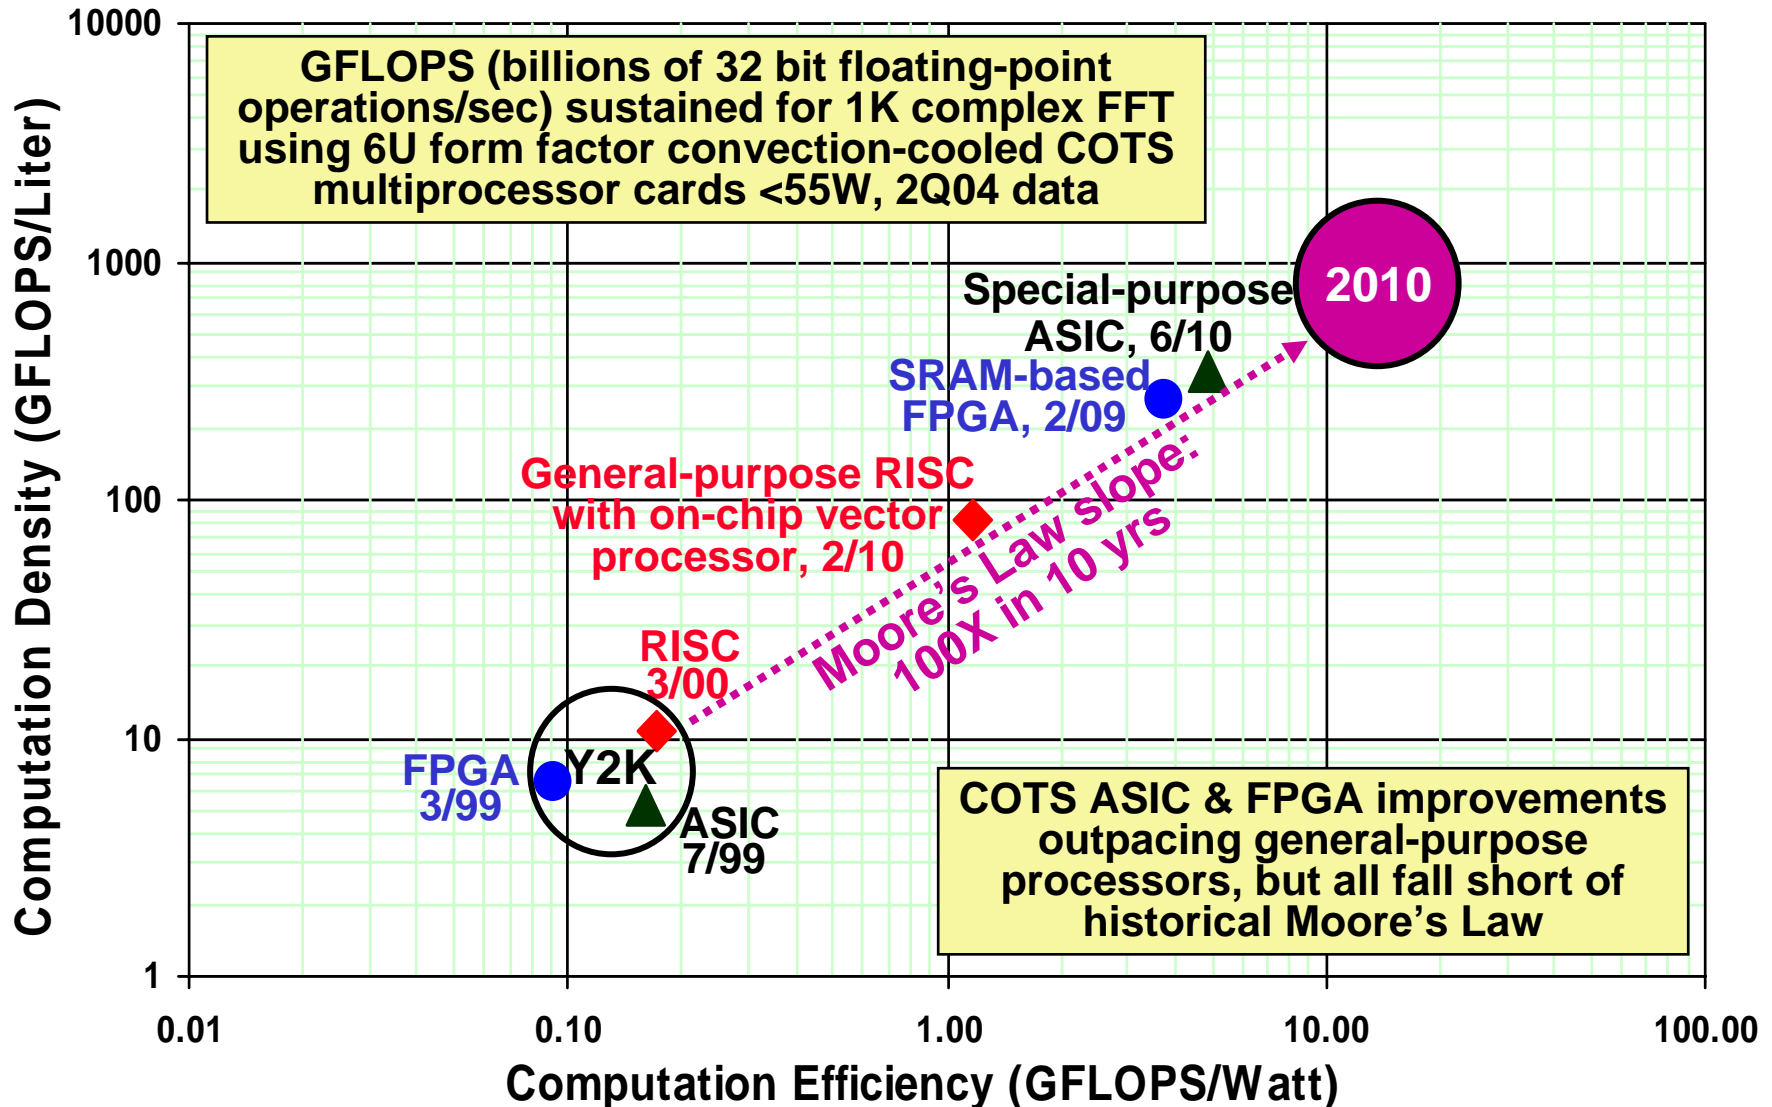 10000
GFLOPS (billions of 32 bit floating-point
operations/sec) sustained for 1K complex FFT
using 6U form factor convection-cooled COTS
multiprocessor cards <55W, 2Q04 data
Computation Density (GFLOPS/Liter)
1000
2010
Special-purpose
ASIC, 6/10
SRAM-based
FPGA, 2/09
General-purpose RISC
with on-chip vector
processor, 2/10
100
Moore's Law slope:
100X in 10 yrs
RISC
3/00
10
Y2K
FPGA
3/99
ASIC
7/99
COTS ASIC & FPGA improvements
outpacing general-purpose
processors, but all fall short of
historical Moore's Law
1
0.01
0.10
1.00
10.00
100.00
Computation Efficiency (GFLOPS/Watt)